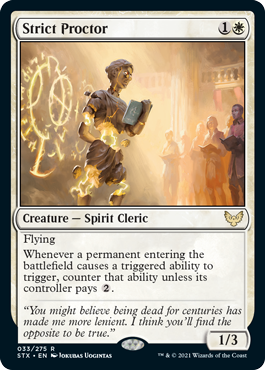 Strict Proctor 1
Creature — Spirit Cleric
Flying
Whenever a permanent entering the
battlefield causes a triggered ability to
trigger, counter that ability unless its
controller pays 2.
“You might believe being dead for centuries has
made me more lenient. I think you’ll find the
opposite to be true.”
1/3
033/275 R
STX • EN JOKUBAS UOGINTAS
™ & © 2021 Wizards of the Coast